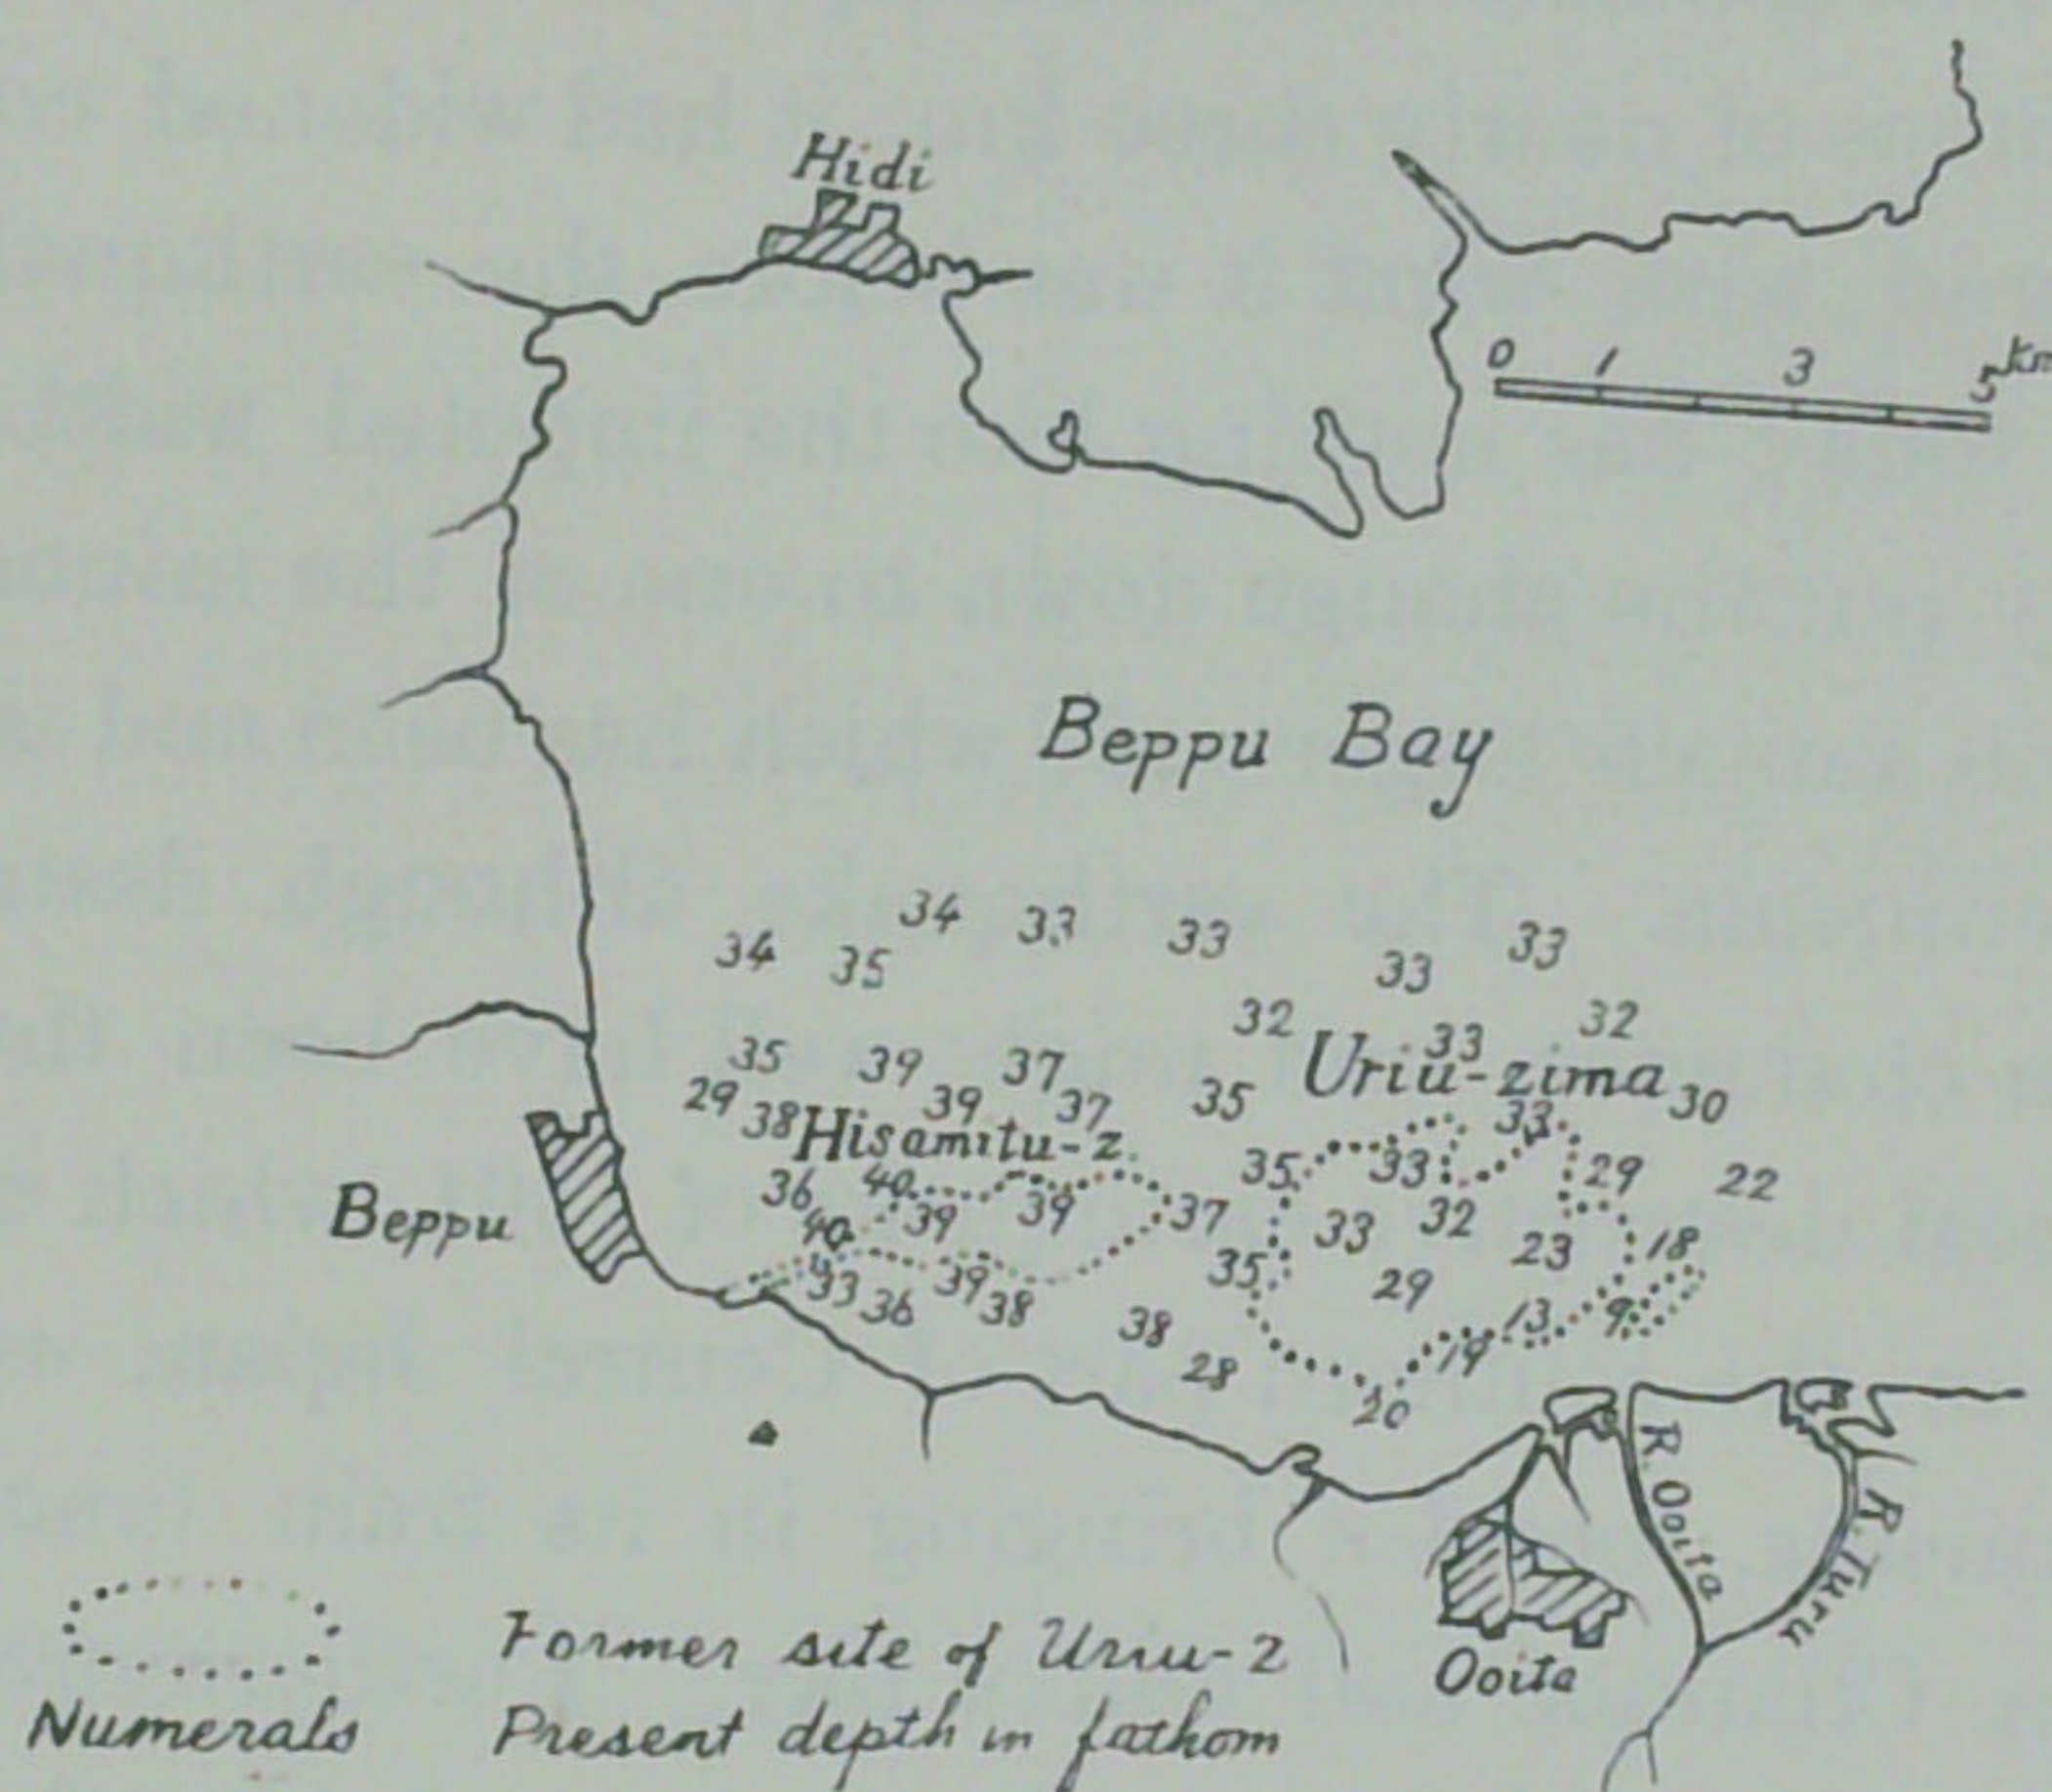 Hidi
0 1 3 5 km
Beppu Bay
34 33 33 33
34 35 33
32 33 32
35 39 37
Uriu-zima
29 38 39 37 35 33 30
Hisamitu-z.
36 40 39 39 37 35 33 29 22
40 33 32 23 18
35 29
33 36 39 38 38 28 20 19 13 9
Beppu
R. Ooita
R. Turu
Ooita
Former site of Uriu-z
Numerals Present depth in fathom